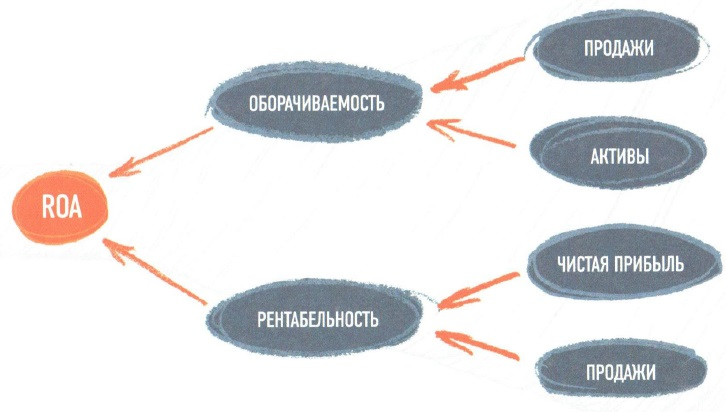 ПРОДАЖИ
ОБОРАЧИВАЕМОСТЬ
АКТИВЫ
ROA
ЧИСТАЯ ПРИБЫЛЬ
РЕНТАБЕЛЬНОСТЬ
ПРОДАЖИ